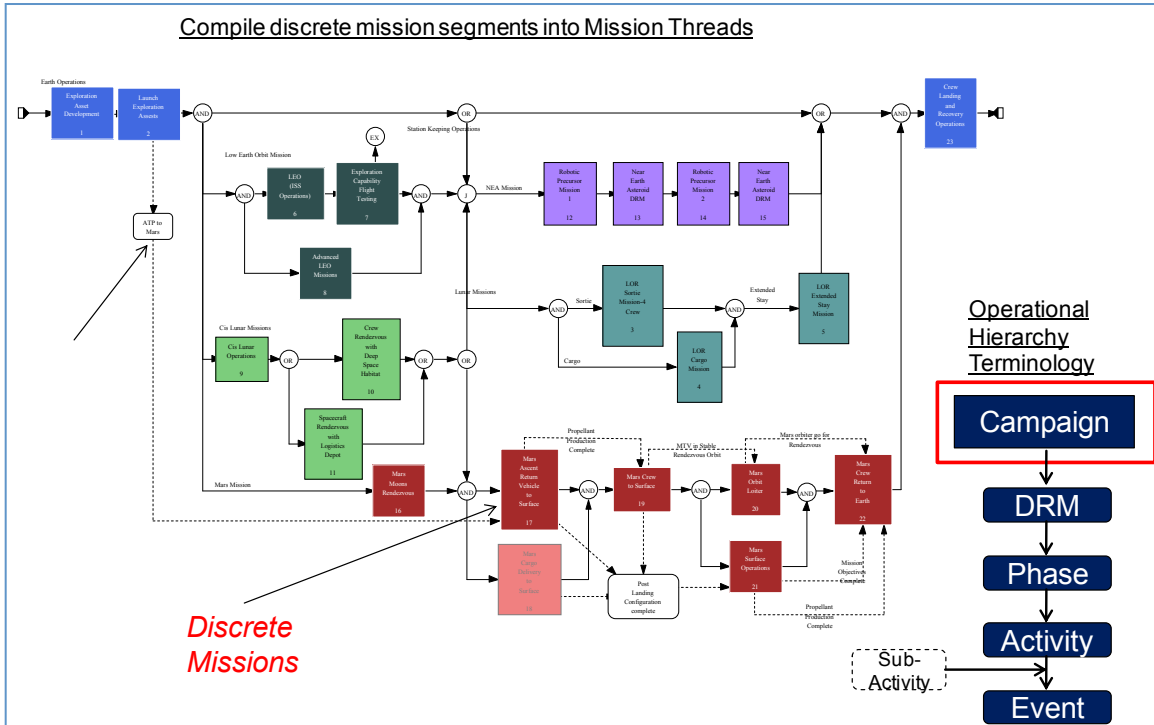 Compile discrete mission segments into Mission Threads
Earth Operations
Exploration
Asset
Development
1
Launch
Exploration
Assests
2
AND
OR
OR
AND
Crew
Landing
and
Recovery
Operations
23
Station Keeping Operations
EX
Low Earth Orbit Mission
AND
LEO
(ISS
Operations)
6
Exploration
Capability
Flight
Testing
7
AND
J
NEA Mission
Robotic
Precursor
Mission
1
12
Near
Earth
Asteroid
DRM
13
Robotic
Precursor
Mission
2
14
Near
Earth
Asteroid
DRM
15
ATP to
Mars
Advanced
LEO
Missions
8
Lunar Missions
AND
Sortie
LOR
Sortie
Mission-4
Crew
3
Extended
Stay
AND
LOR
Extended
Stay
Mission
5
Cargo
LOR
Cargo
Mission
4
Cis Lunar Missions
Cis Lunar
Operations
9
OR
Crew
Rendezvous
with
Deep
Space
Habitat
10
OR
OR
Spacecraft
Rendezvous
with
Logistics
Depot
11
Mars Mission
Mars
Moons
Rendezvous
16
AND
Mars
Ascent
Return
Vehicle
to
Surface
17
Propellant
Production
Complete
AND
Mars Crew
to Surface
19
MTV in Stable
Rendezvous Orbit
AND
Mars
Orbit
Loiter
20
Mars orbiter go for
Rendezvous
AND
Mars
Crew
Return
to
Earth
22
Mars
Cargo
Delivery
to
Surface
18
Post
Landing
Configuration
complete
Mars
Surface
Operations
21
Mission
Objectives
Complete
Propellant
Production
Complete
Discrete
Missions
Operational
Hierarchy
Terminology
Campaign
DRM
Phase
Activity
Sub-
Activity
Event